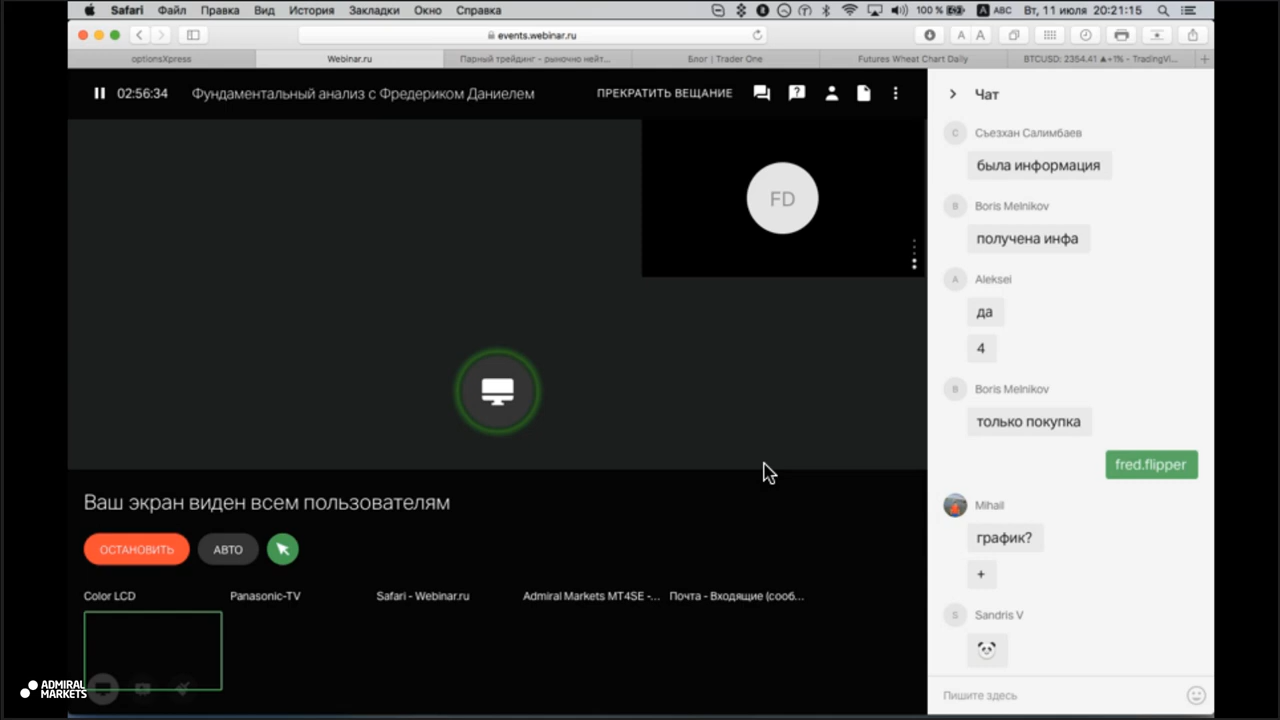 Safari Файл Правка Вид История Закладки Окно Справка 100 % ABC Вт, 11 июля 20:21:15
events.webinar.ru
A A
optionsXpress Webinar.ru Парный трейдинг - рыночно нейт... Блог | Trader One Futures Wheat Chart Daily BTCUSD: 2354.41 ▲+1% - TradingVi...
02:56:34 Фундаментальный анализ с Фредериком Даниелем ПРЕКРАТИТЬ ВЕЩАНИЕ
FD
Ваш экран виден всем пользователям
ОСТАНОВИТЬ АВТО
Color LCD Panasonic-TV Safari - Webinar.ru Admiral Markets MT4SE -... Почта - Входящие (сооб...
ADMIRAL
MARKETS
Чат
С Съезхан Салимбаев
была информация
B Boris Melnikov
получена инфа
A Aleksei
да
4
B Boris Melnikov
только покупка
fred.flipper
Mihail
график?
+
S Sandris V
Пишите здесь